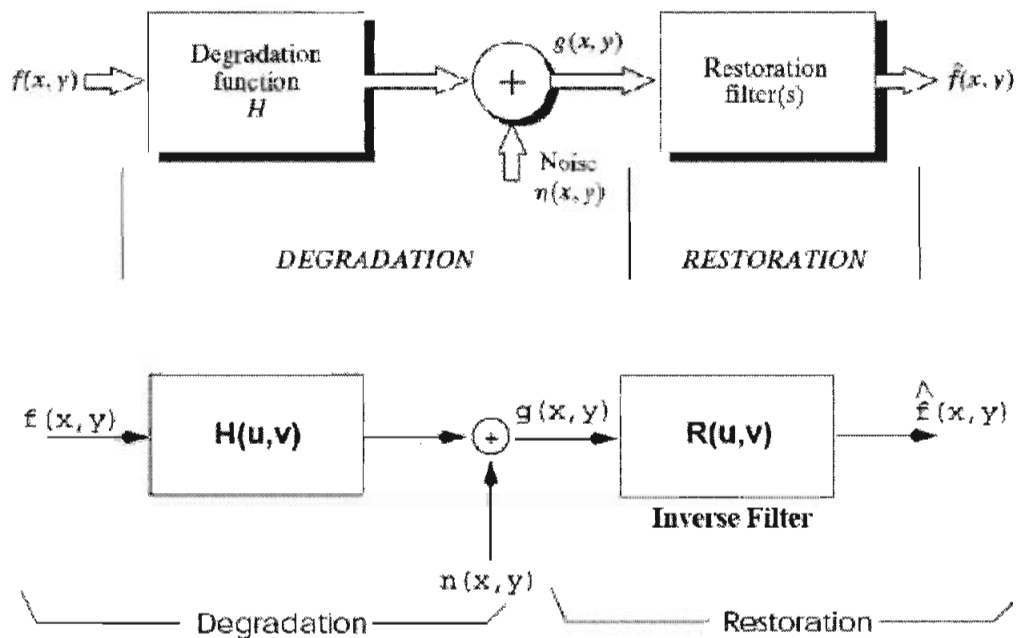 f(x, y)
Degradation
function
H
+
g(x, y)
Noise
η(x, y)
Restoration
filter(s)
f̂(x, y)
DEGRADATION
RESTORATION
f(x,y)
H(u,v)
+
g(x,y)
n(x,y)
R(u,v)
Inverse Filter
f̂(x,y)
Degradation
Restoration